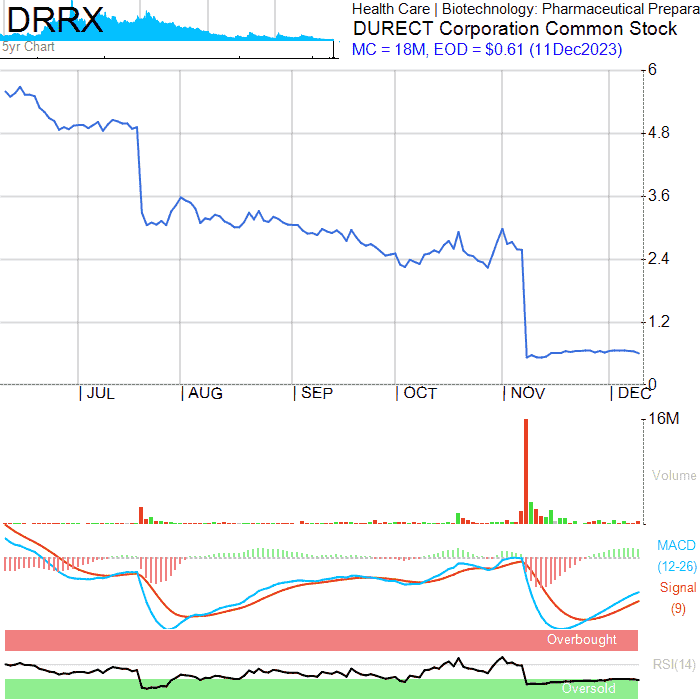 DRRX
5yr Chart
Health Care | Biotechnology: Pharmaceutical Prepara
DURECT Corporation Common Stock
MC = 18M, EOD = $0.61 (11Dec2023)
6
4.8
3.6
2.4
1.2
0
| JUL | AUG | SEP | OCT | NOV | DEC
16M
Volume
MACD
(12-26)
Signal
(9)
Overbought
RSI(14)
Oversold